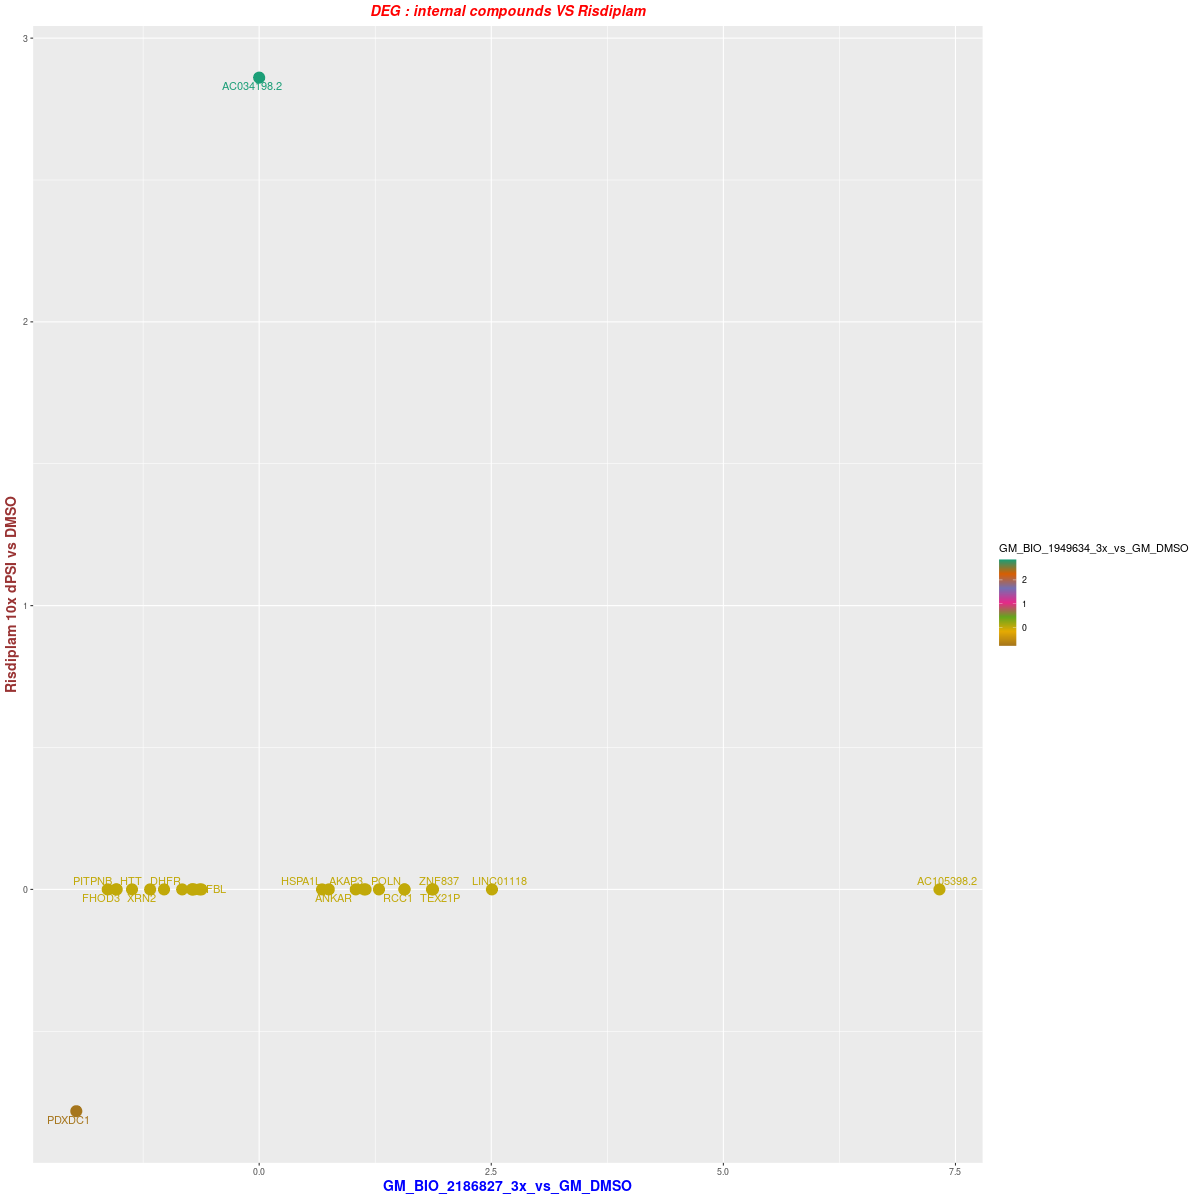 DEG : internal compounds VS Risdiplam
3
AC034198.2
2
Risdiplam 10x dPSI vs DMSO
GM_BIO_1949634_3x_vs_GM_DMSO
2
1
0
1
PITPNB HTT DHFR
HSPA1L AKAP3 POLN ZNF837 LINC01118
AC105398.2
0
FBL
FHOD3 XRN2
ANKAR RCC1 TEX21P
PDXDC1
0.0 2.5 5.0 7.5
GM_BIO_2186827_3x_vs_GM_DMSO